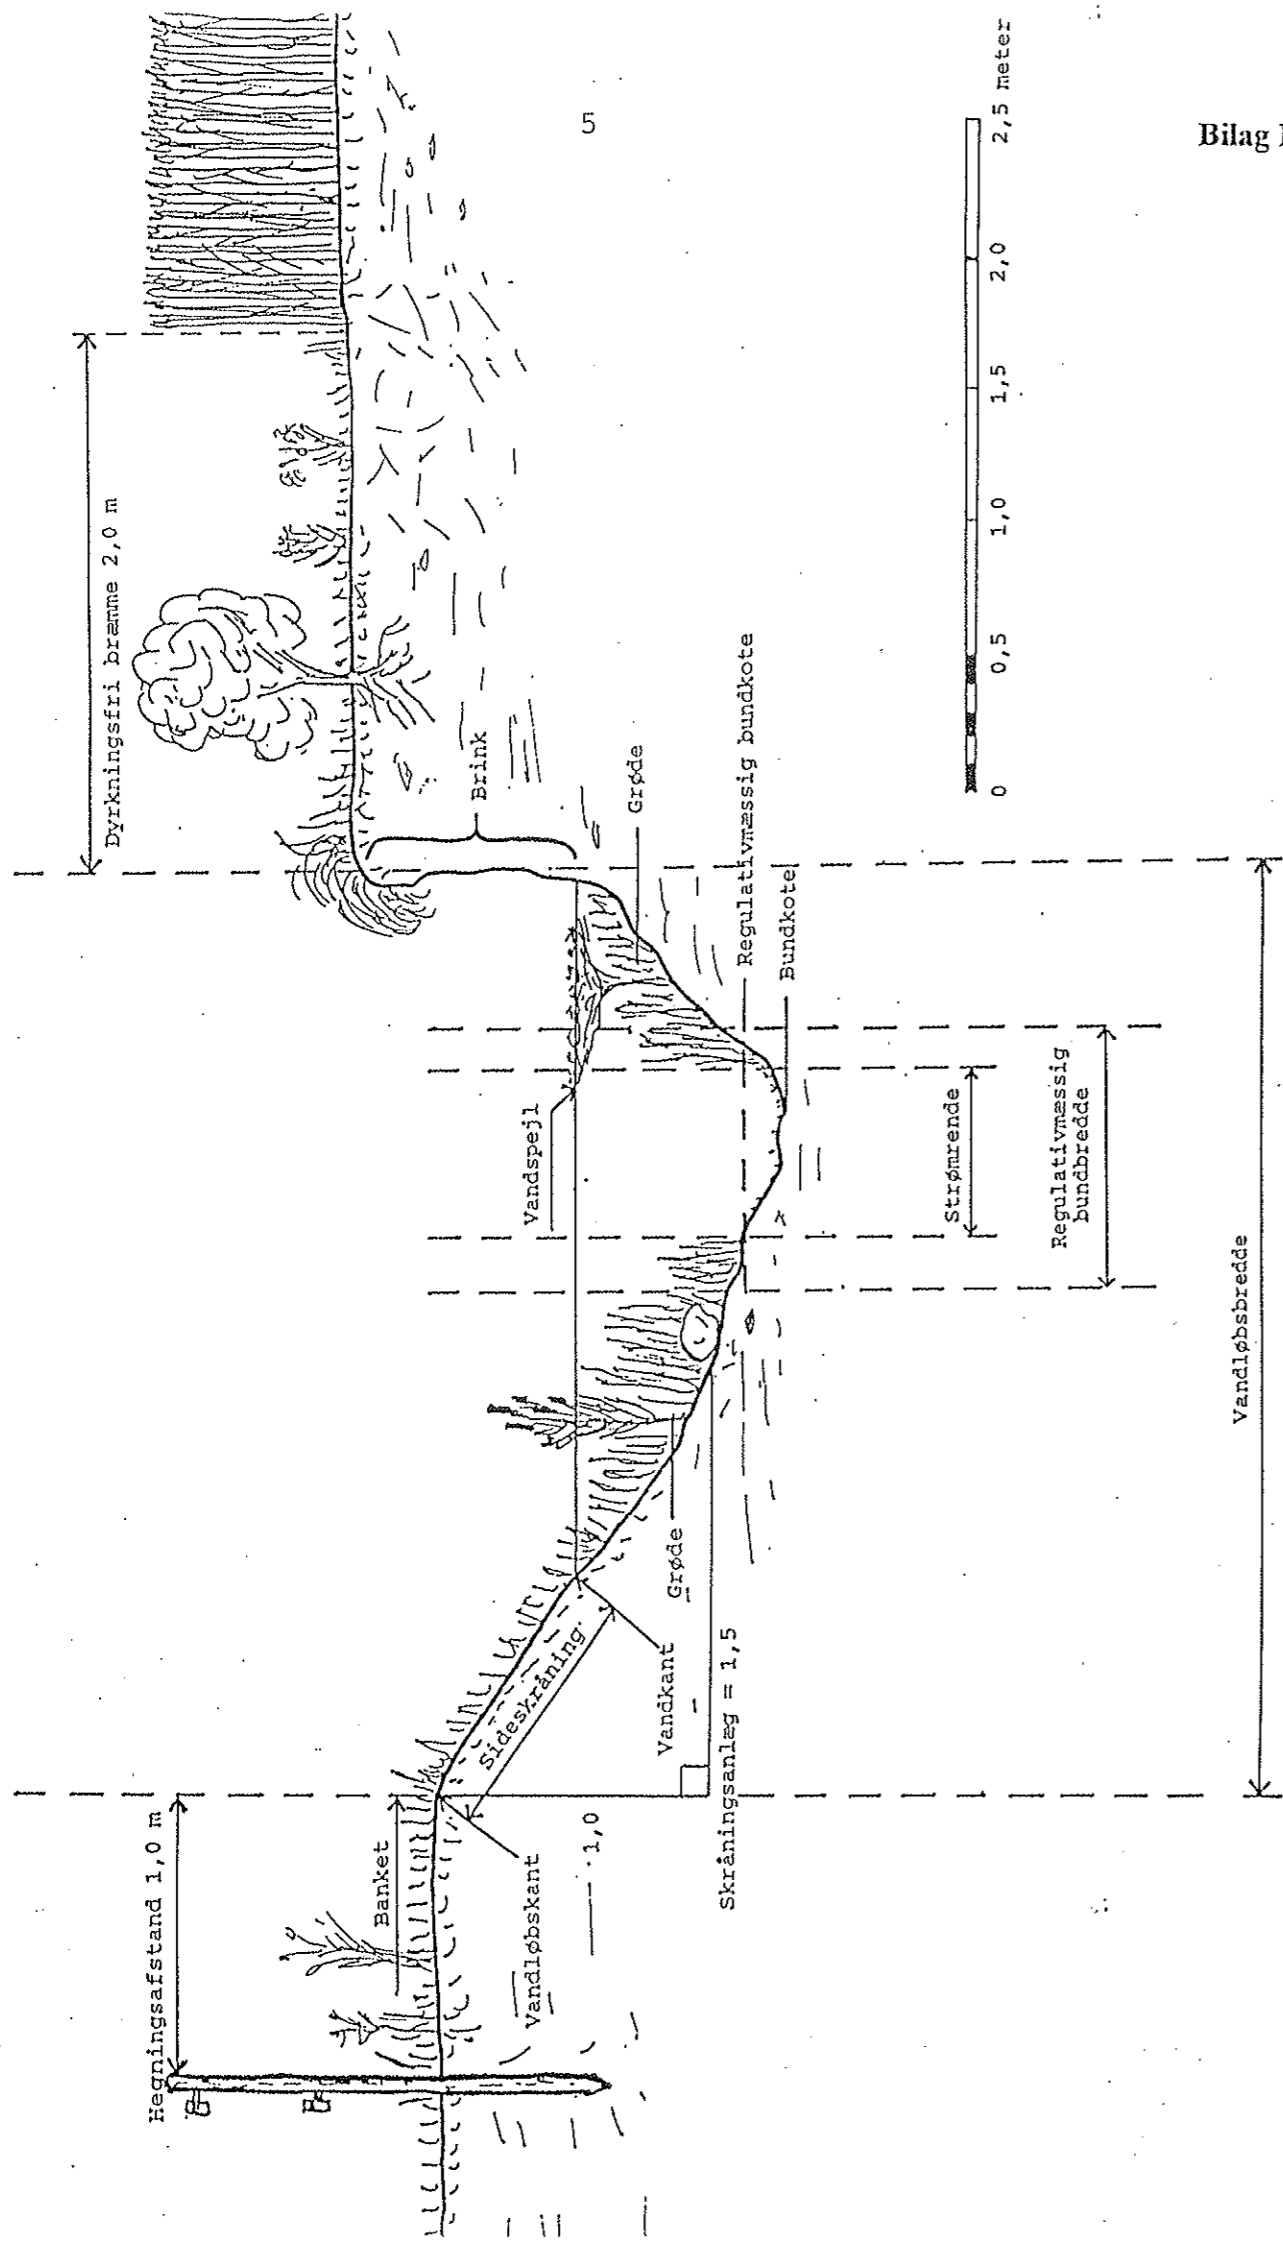 Bilag
5
Hegningsafstand 1,0 m
Dyrkningsfri bræmme 2,0 m
Banket
Vandløbskant
1,0
Sideskråning
Vandkant
Skråningsanlæg = 1,5
Grøde
Vandspejl
Brink
Grøde
Regulativmæssig bundkote
Bundkote
Strømrende
Regulativmæssig
bundbredde
Vandløbsbredde
0 0,5 1,0 1,5 2,0 2,5 meter